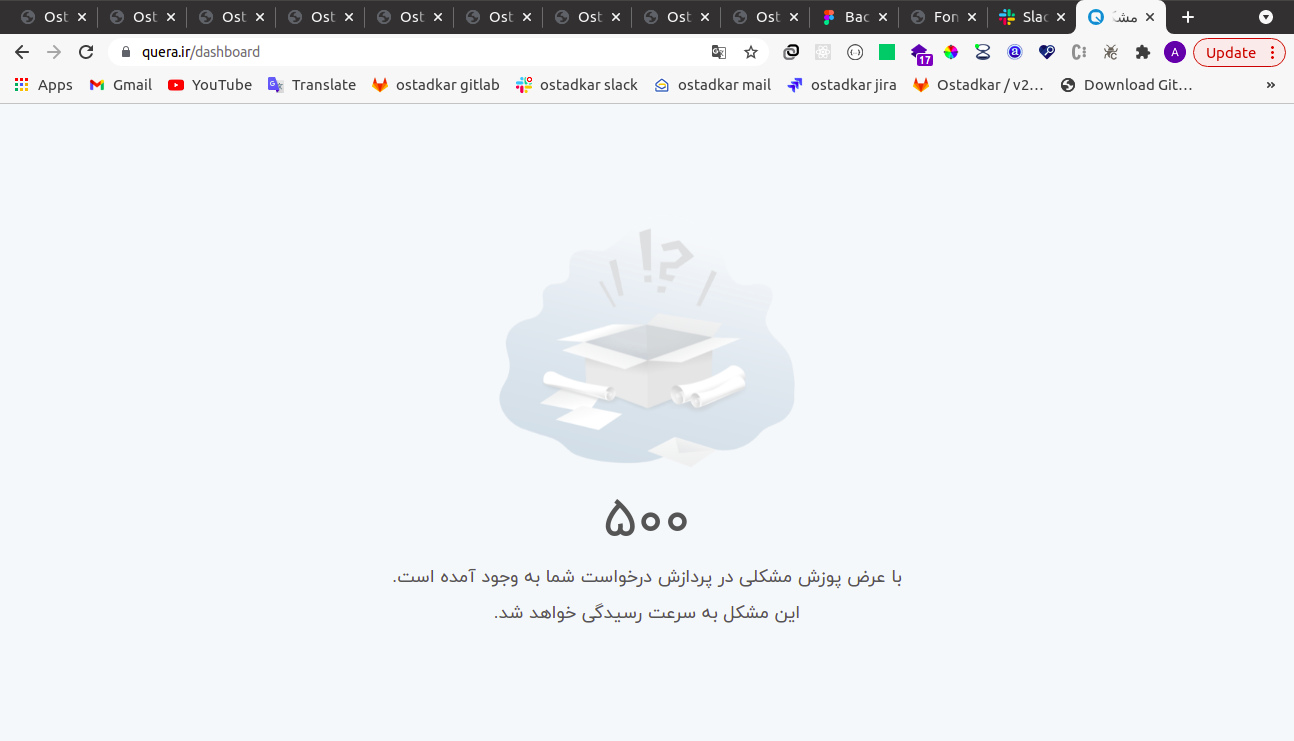 Ost
Ost
Ost
Ost
Ost
Ost
Ost
Ost
Ost
Bac
Fon
Slac
مشک
quera.ir/dashboard
17
A
Update
Apps
Gmail
YouTube
Translate
ostadkar gitlab
ostadkar slack
ostadkar mail
ostadkar jira
Ostadkar / v2...
Download Git...
»
!?
۵۰۰
با عرض پوزش مشکلی در پردازش درخواست شما به وجود آمده است.
این مشکل به سرعت رسیدگی خواهد شد.